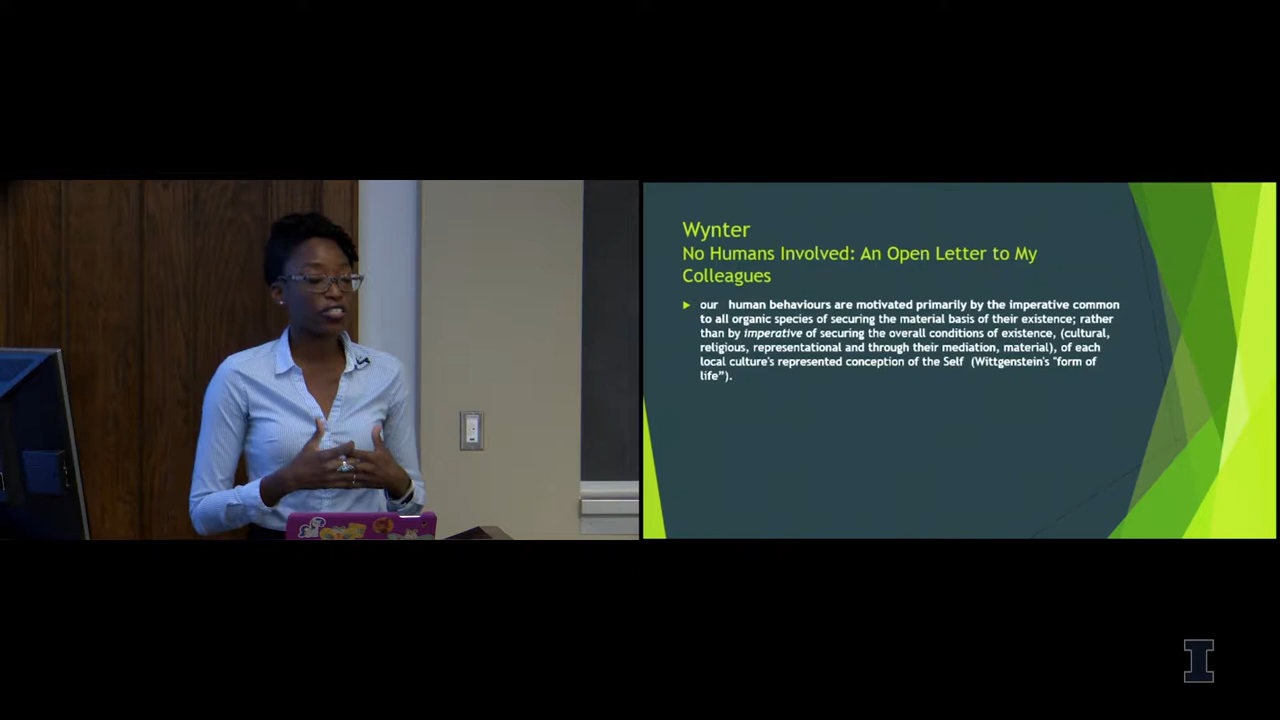 Wynter
No Humans Involved: An Open Letter to My
Colleagues
our human behaviours are motivated primarily by the imperative common
to all organic species of securing the material basis of their existence; rather
than by imperative of securing the overall conditions of existence, (cultural,
religious, representational and through their mediation, material), of each
local culture's represented conception of the Self (Wittgenstein's "form of
life”).
I